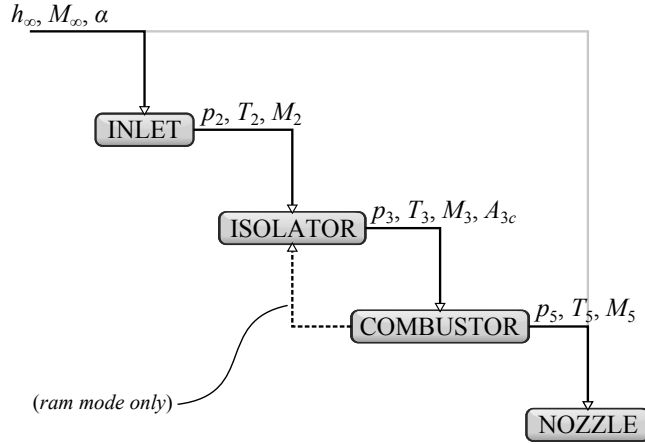 h∞, M∞, α
INLET
p₂, T₂, M₂
ISOLATOR
p₃, T₃, M₃, A₃c
COMBUSTOR
p₅, T₅, M₅
(ram mode only)
NOZZLE